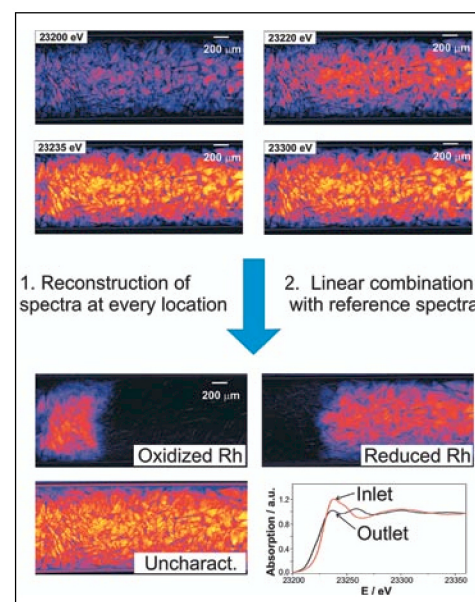 23200 eV
200 μm
23220 eV
200 μm
23235 eV
200 μm
23300 eV
200 μm
1. Reconstruction of
spectra at every location
2. Linear combination
with reference spectra
200 μm
Oxidized Rh
Reduced Rh
Uncharact.
Absorption / a.u.
1.2
0.8
0.4
0.0
Inlet
Outlet
23200 23250 23300 23350
E / eV